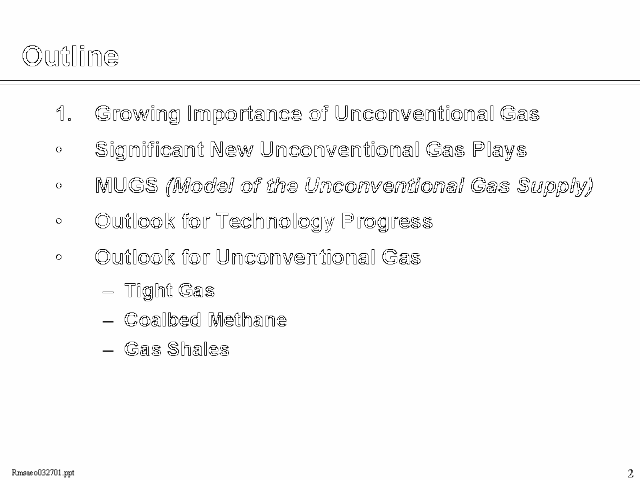 Outline
1. Growing Importance of Unconventional Gas
• Significant New Unconventional Gas Plays
• MUGS (Model of the Unconventional Gas Supply)
• Outlook for Technology Progress
• Outlook for Unconventional Gas
– Tight Gas
– Coalbed Methane
– Gas Shales
Rmsaeo032701.ppt
2